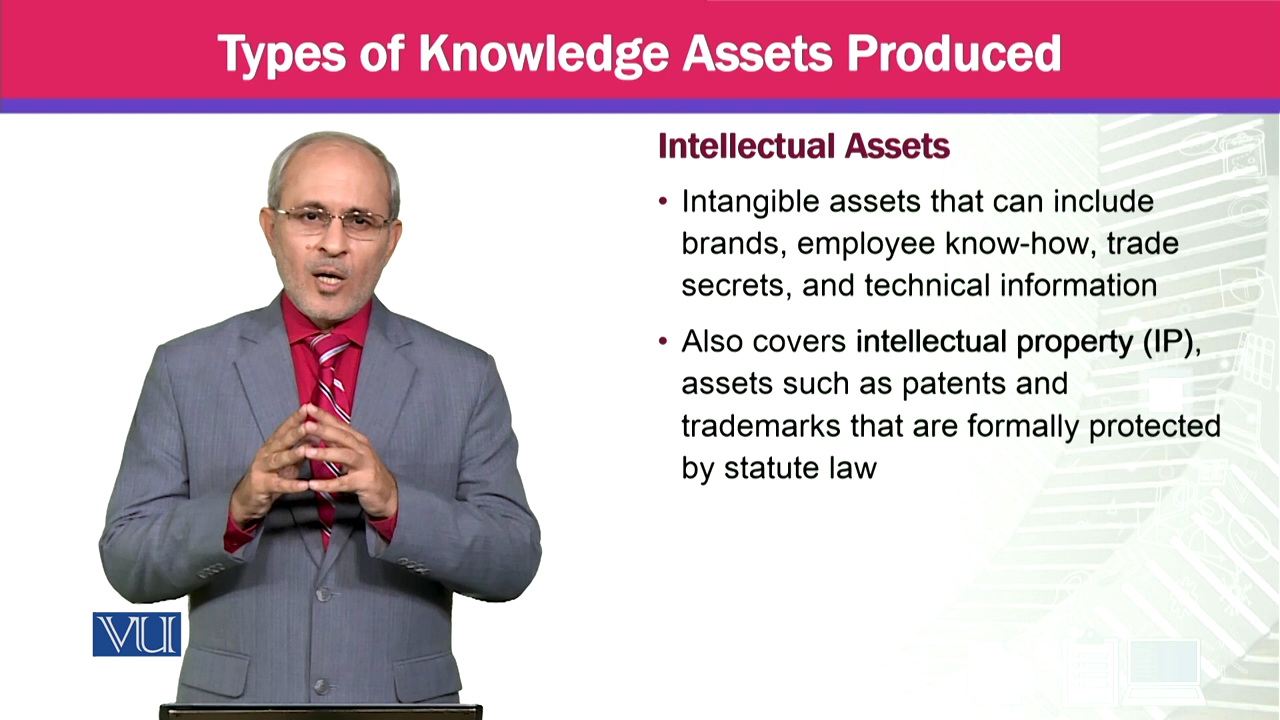 Types of Knowledge Assets Produced
Intellectual Assets
• Intangible assets that can include
brands, employee know-how, trade
secrets, and technical information
• Also covers intellectual property (IP),
assets such as patents and
trademarks that are formally protected
by statute law
VU